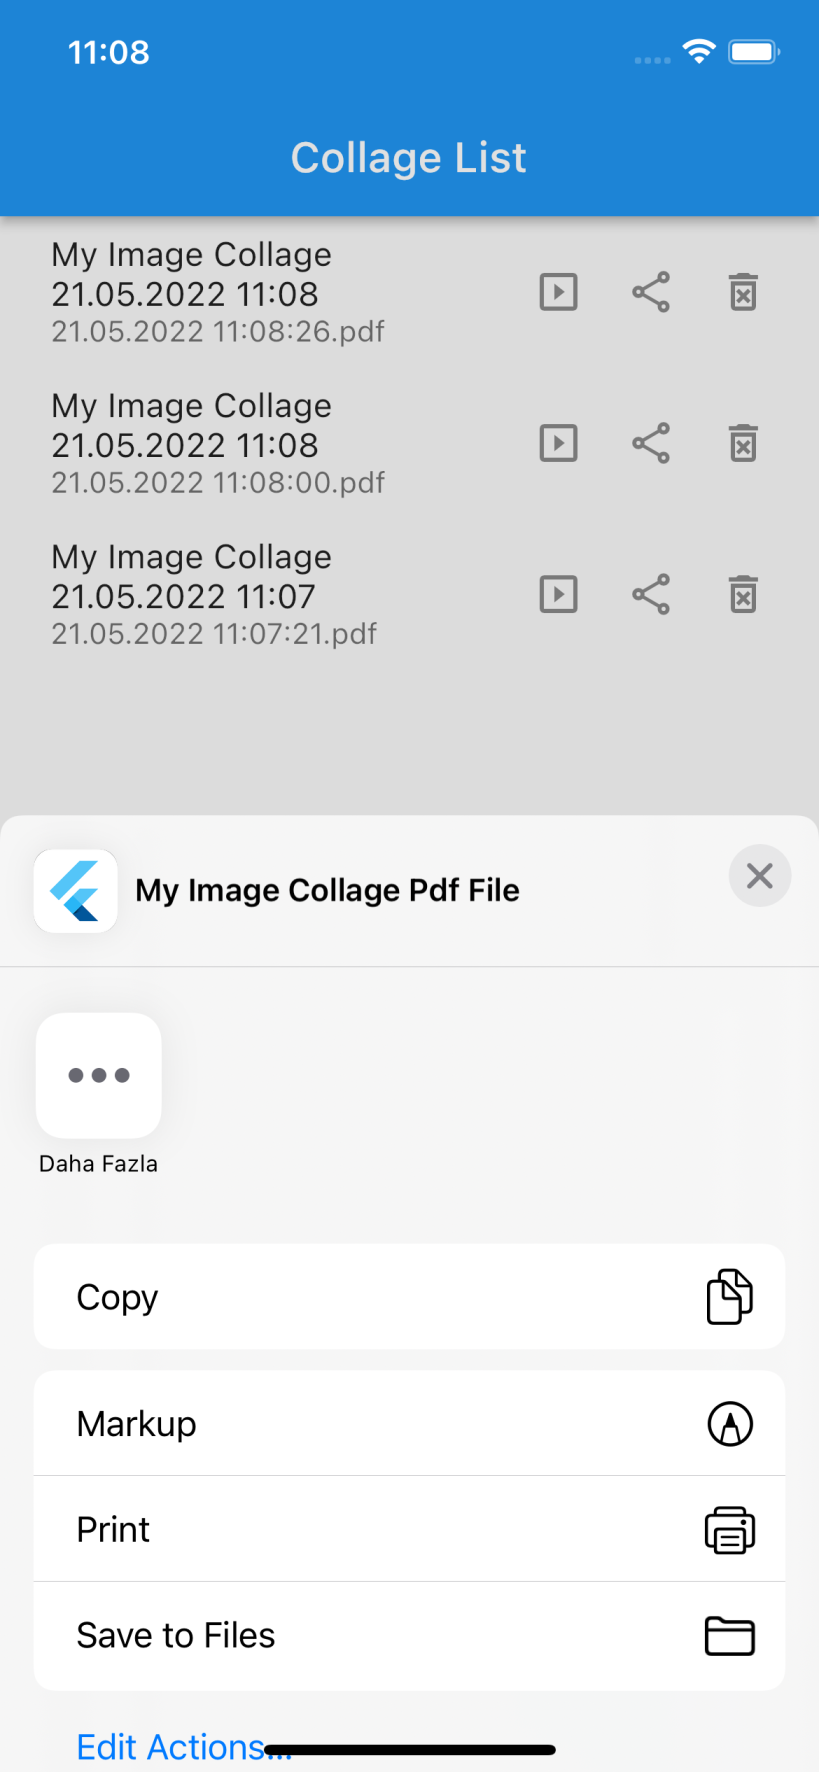 11:08
Collage List
My Image Collage
21.05.2022 11:08
21.05.2022 11:08:26.pdf
My Image Collage
21.05.2022 11:08
21.05.2022 11:08:00.pdf
My Image Collage
21.05.2022 11:07
21.05.2022 11:07:21.pdf
My Image Collage Pdf File
Daha Fazla
Copy
Markup
Print
Save to Files
Edit Actions...